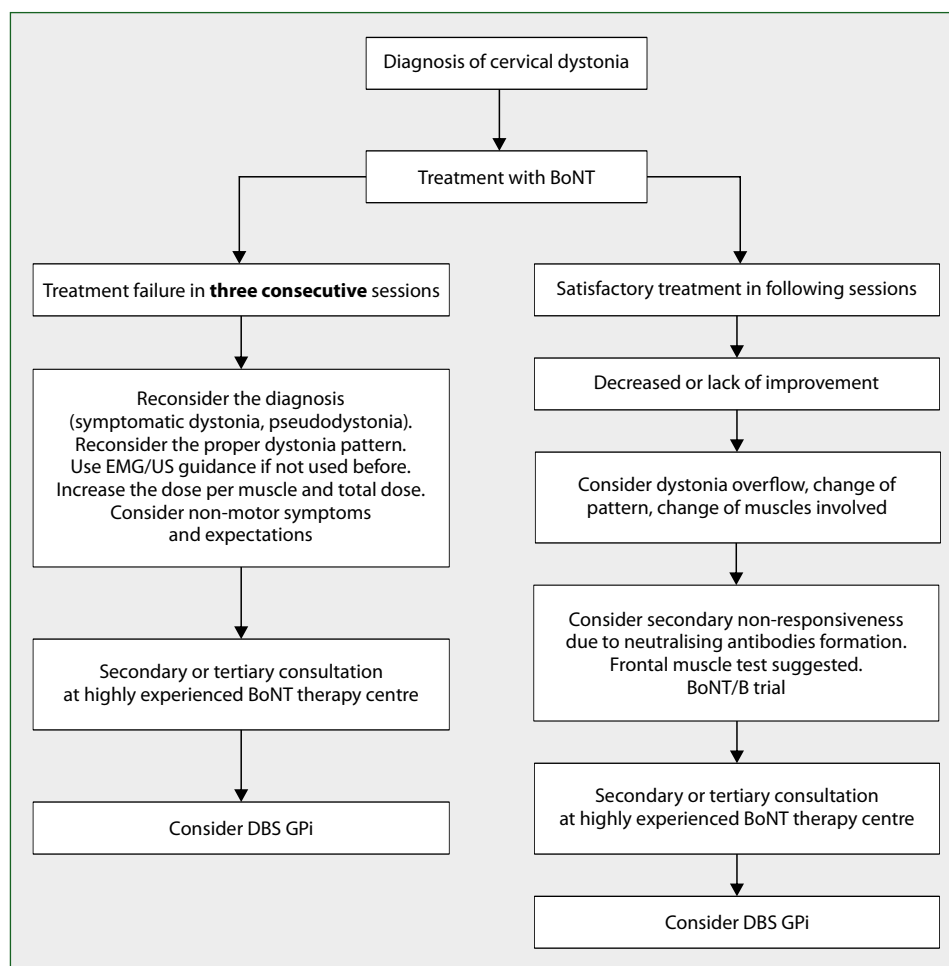 Diagnosis of cervical dystonia
Treatment with BoNT
Treatment failure in three consecutive sessions
Reconsider the diagnosis
(symptomatic dystonia, pseudodystonia).
Reconsider the proper dystonia pattern.
Use EMG/US guidance if not used before.
Increase the dose per muscle and total dose.
Consider non-motor symptoms
and expectations
Secondary or tertiary consultation
at highly experienced BoNT therapy centre
Consider DBS GPi
Satisfactory treatment in following sessions
Decreased or lack of improvement
Consider dystonia overflow, change of
pattern, change of muscles involved
Consider secondary non-responsiveness
due to neutralising antibodies formation.
Frontal muscle test suggested.
BoNT/B trial
Secondary or tertiary consultation
at highly experienced BoNT therapy centre
Consider DBS GPi